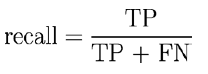 recall = TP / (TP + FN)